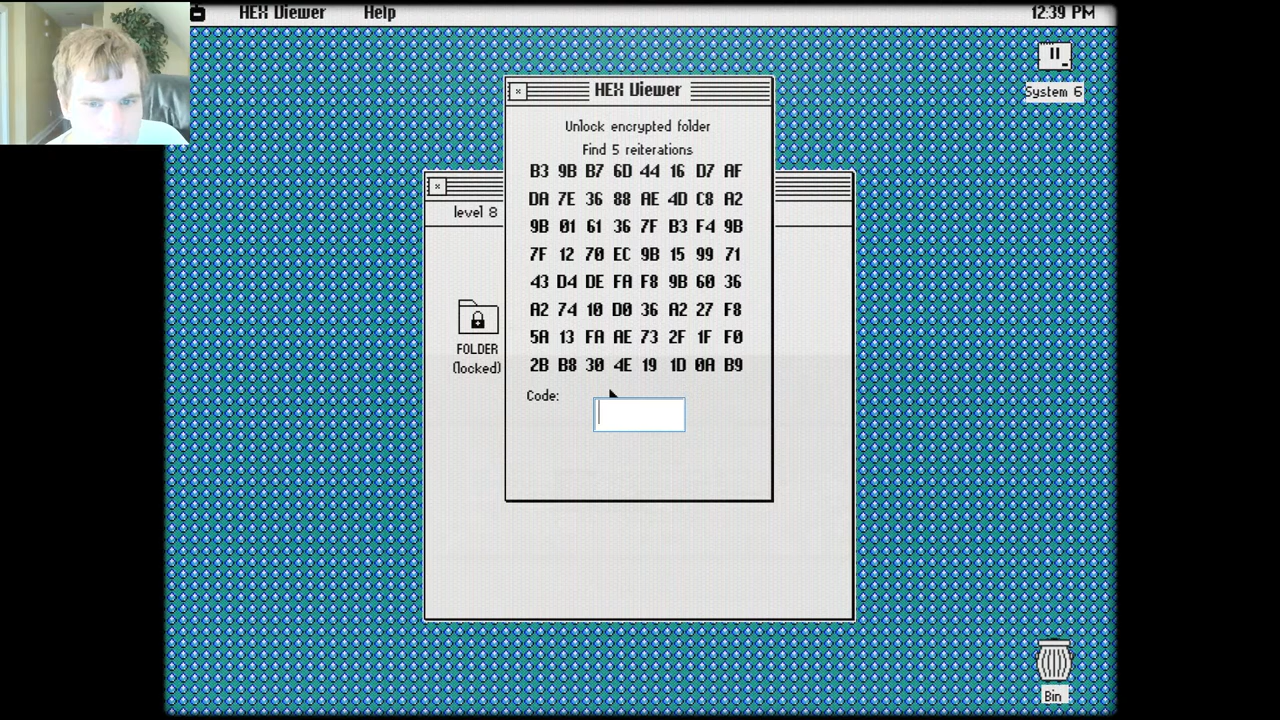 HEX Viewer Help 12:39 PM
System 6
HEX Viewer
Unlock encrypted folder
Find 5 reiterations
B3 9B B7 6D 44 16 D7 AF
DA 7E 36 88 AE 4D C8 A2
9B 01 61 36 7F B3 F4 9B
7F 12 70 EC 9B 15 99 71
43 D4 DE FA F8 9B 60 36
A2 74 10 D0 36 A2 27 F8
5A 13 FA AE 73 2F 1F F0
2B B8 30 4E 19 1D 0A B9
Code:
level 8
FOLDER
(locked)
Bin